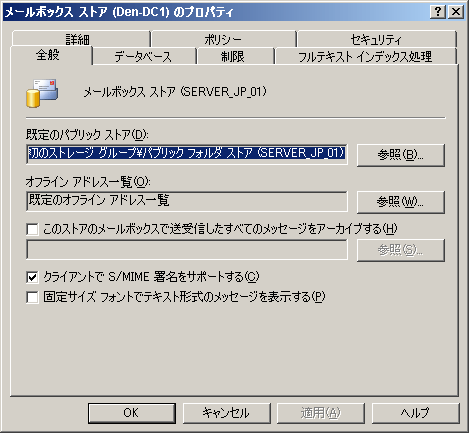 メールボックス ストア (Den-DC1) のプロパティ
詳細 ポリシー セキュリティ
全般 データベース 制限 フルテキスト インデックス処理
メールボックス ストア (SERVER_JP_01)
既定のパブリック ストア(D):
初のストレージ グループ¥パブリック フォルダ ストア (SERVER_JP_01) 参照(B)...
オフライン アドレス一覧(O):
既定のオフライン アドレス一覧 参照(W)...
このストアのメールボックスで送受信したすべてのメッセージをアーカイブする(H)
参照(S)...
クライアントで S/MIME 署名をサポートする(C)
固定サイズ フォントでテキスト形式のメッセージを表示する(P)
OK キャンセル 適用(A) ヘルプ